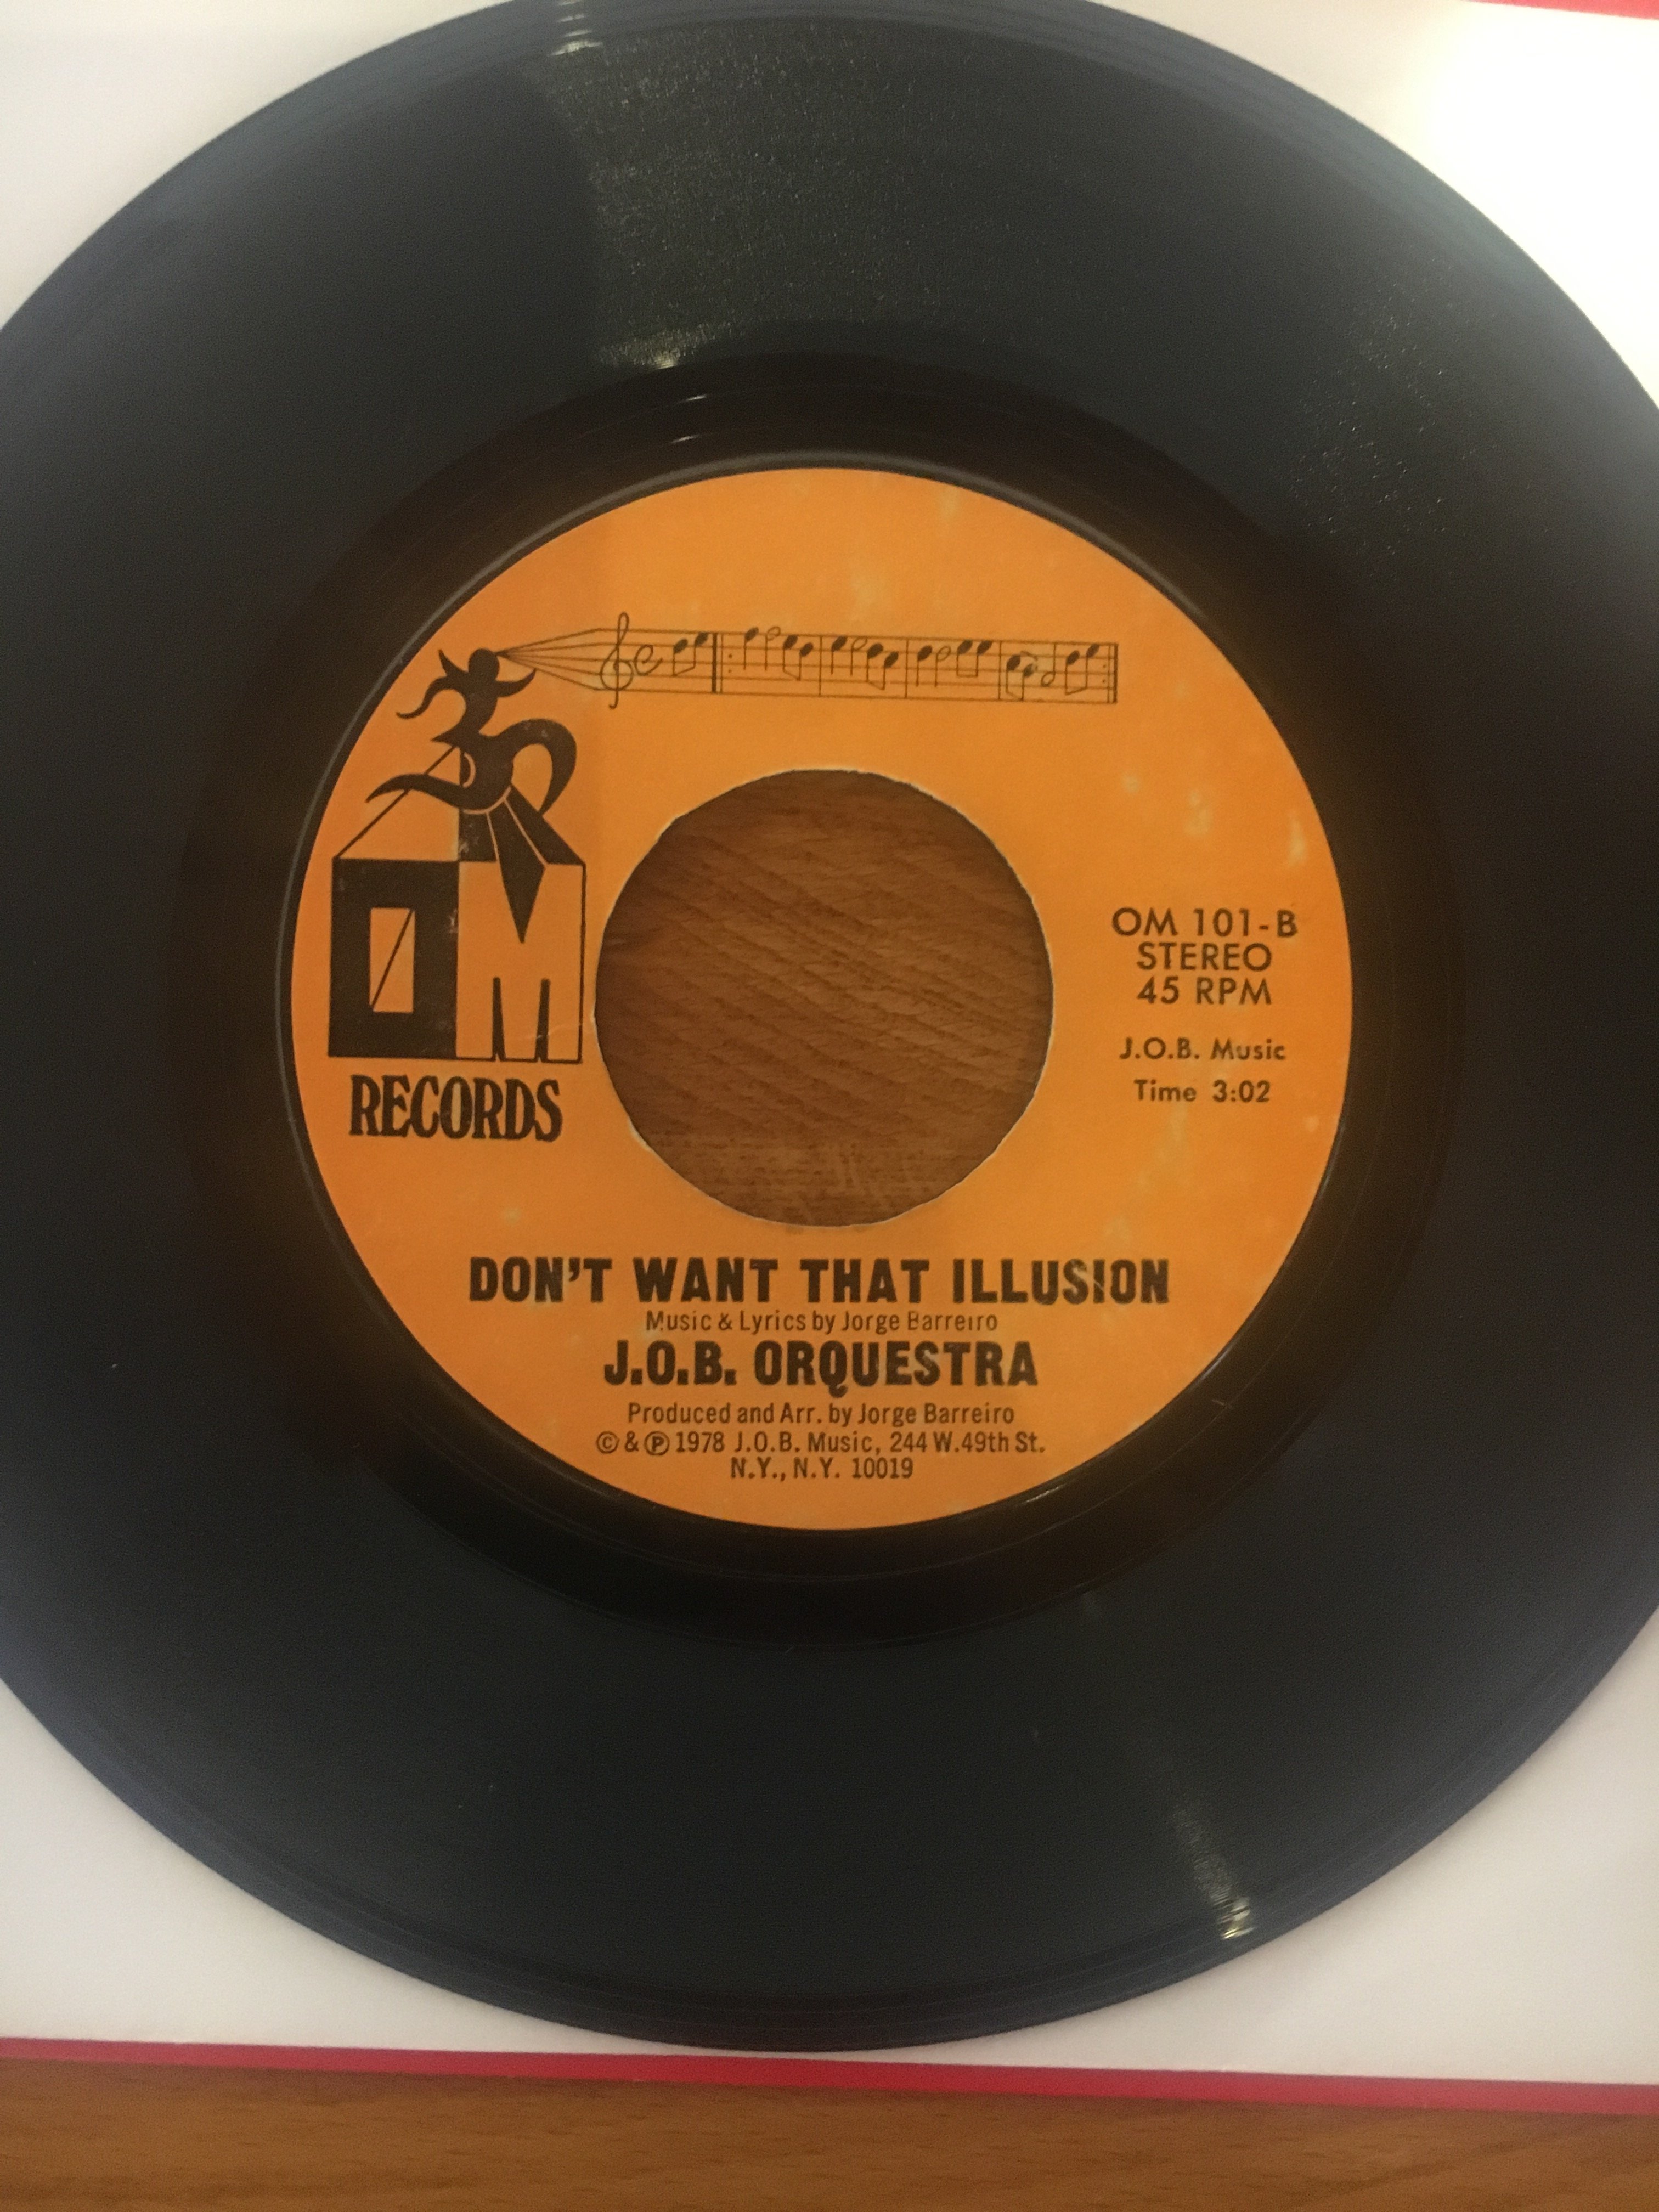 OM
RECORDS
OM 101-B
STEREO
45 RPM
J.O.B. Music
Time 3:02
DON'T WANT THAT ILLUSION
Music & Lyrics by Jorge Barreiro
J.O.B. ORQUESTRA
Produced and Arr. by Jorge Barreiro
© & ℗ 1978 J.O.B. Music, 244 W. 49th St.
N.Y., N.Y. 10019